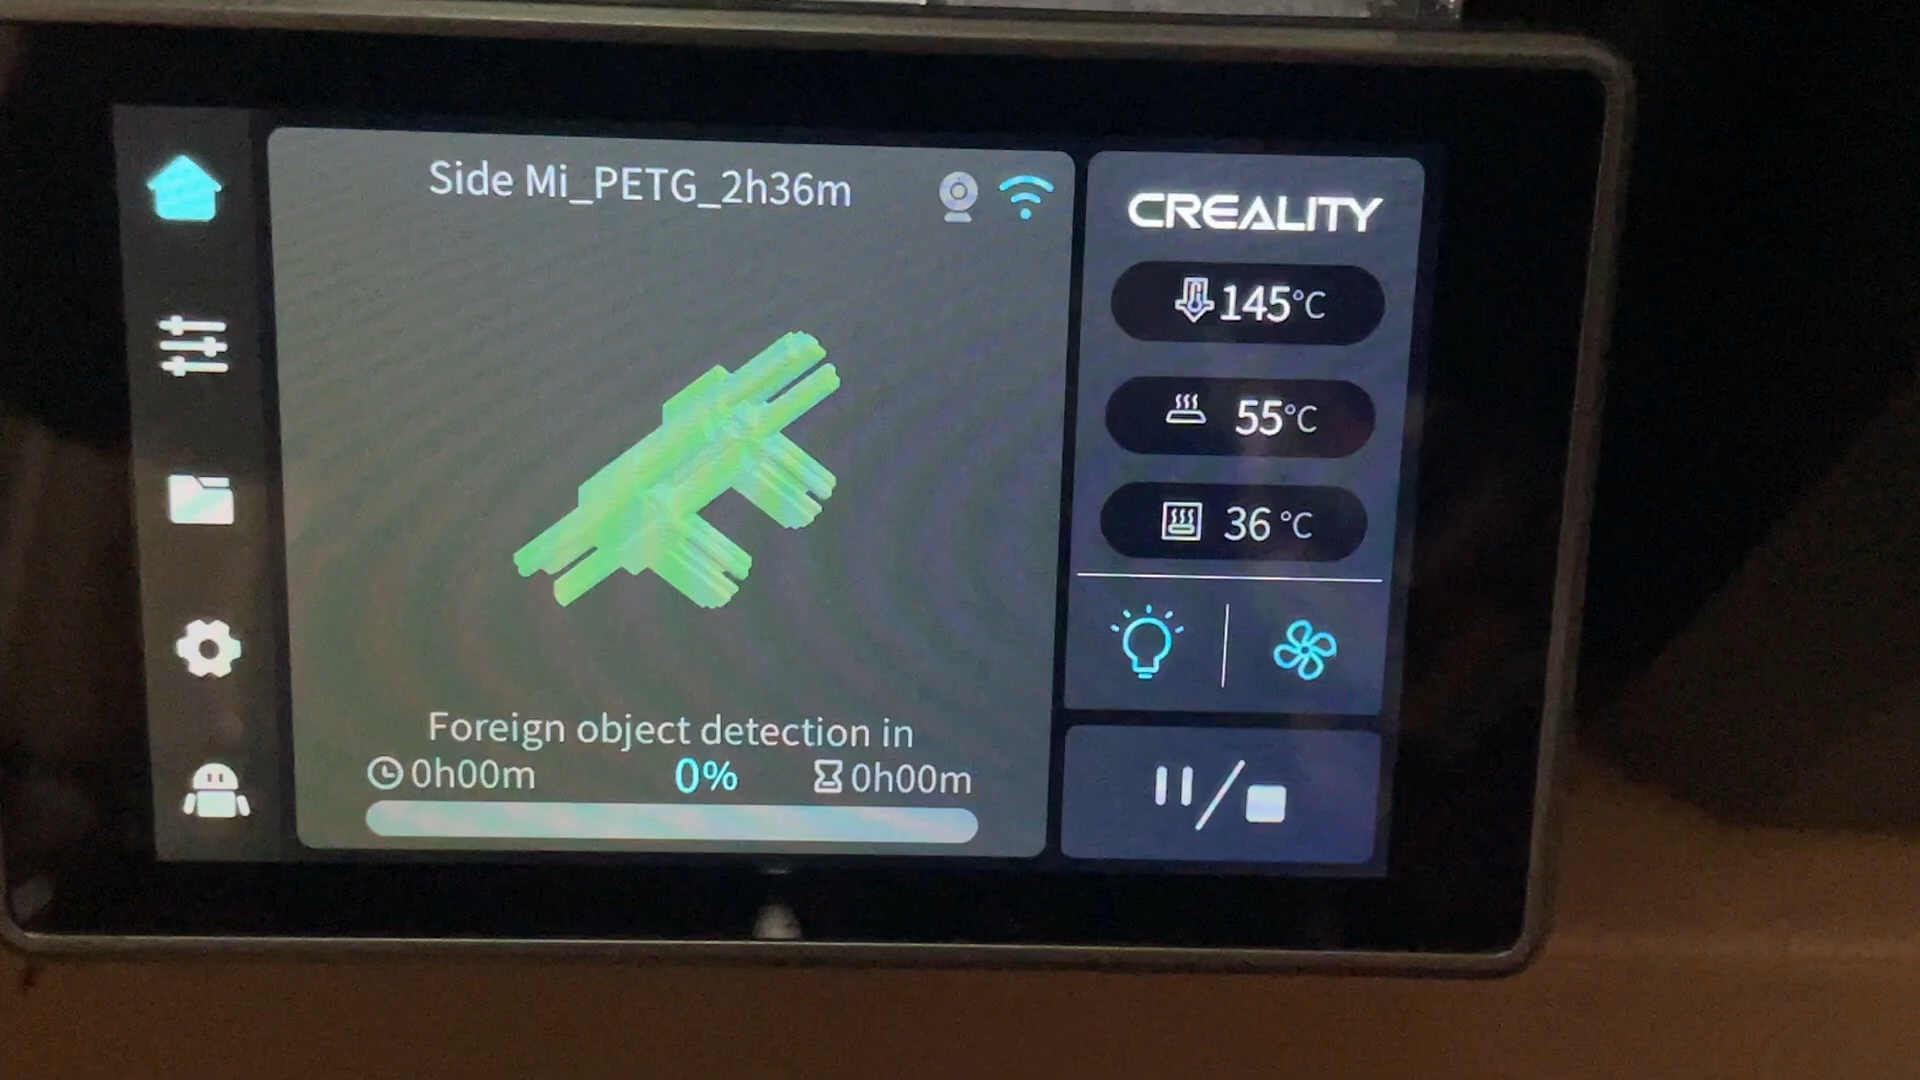 Side Mi_PETG_2h36m
CREALITY
145°C
55°C
36°C
Foreign object detection in
0h00m 0% 0h00m